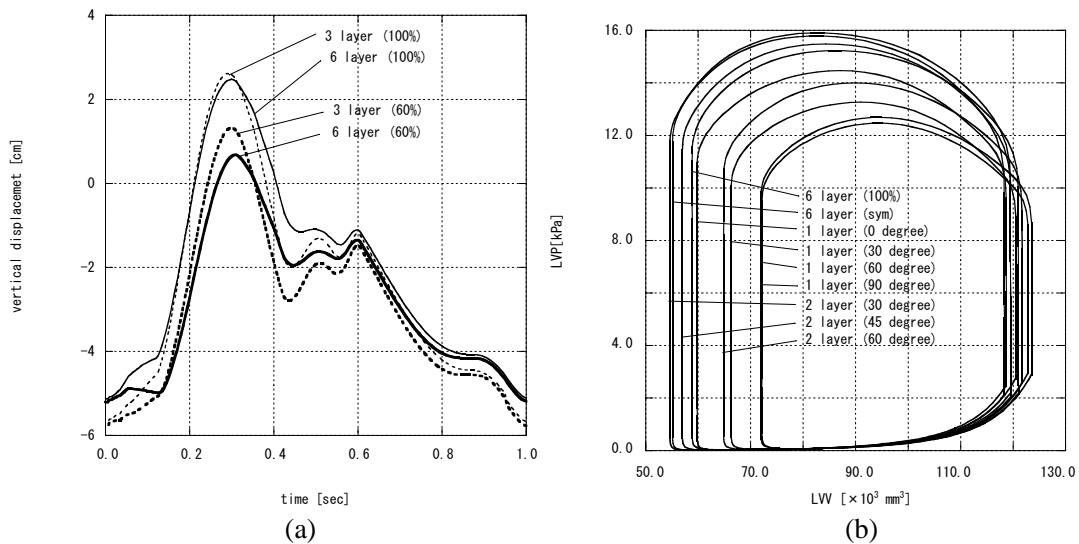 4
2
0
-2
-4
-6
vertical displacemet [cm]
3 layer (100%)
6 layer (100%)
3 layer (60%)
6 layer (60%)
0.0 0.2 0.4 0.6 0.8 1.0
time [sec]
(a)
16.0
12.0
8.0
4.0
0.0
LVP[kPa]
6 layer (100%)
6 layer (sym)
1 layer (0 degree)
1 layer (30 degree)
1 layer (60 degree)
1 layer (90 degree)
2 layer (30 degree)
2 layer (45 degree)
2 layer (60 degree)
50.0 70.0 90.0 110.0 130.0
LVV [×10³ mm³]
(b)